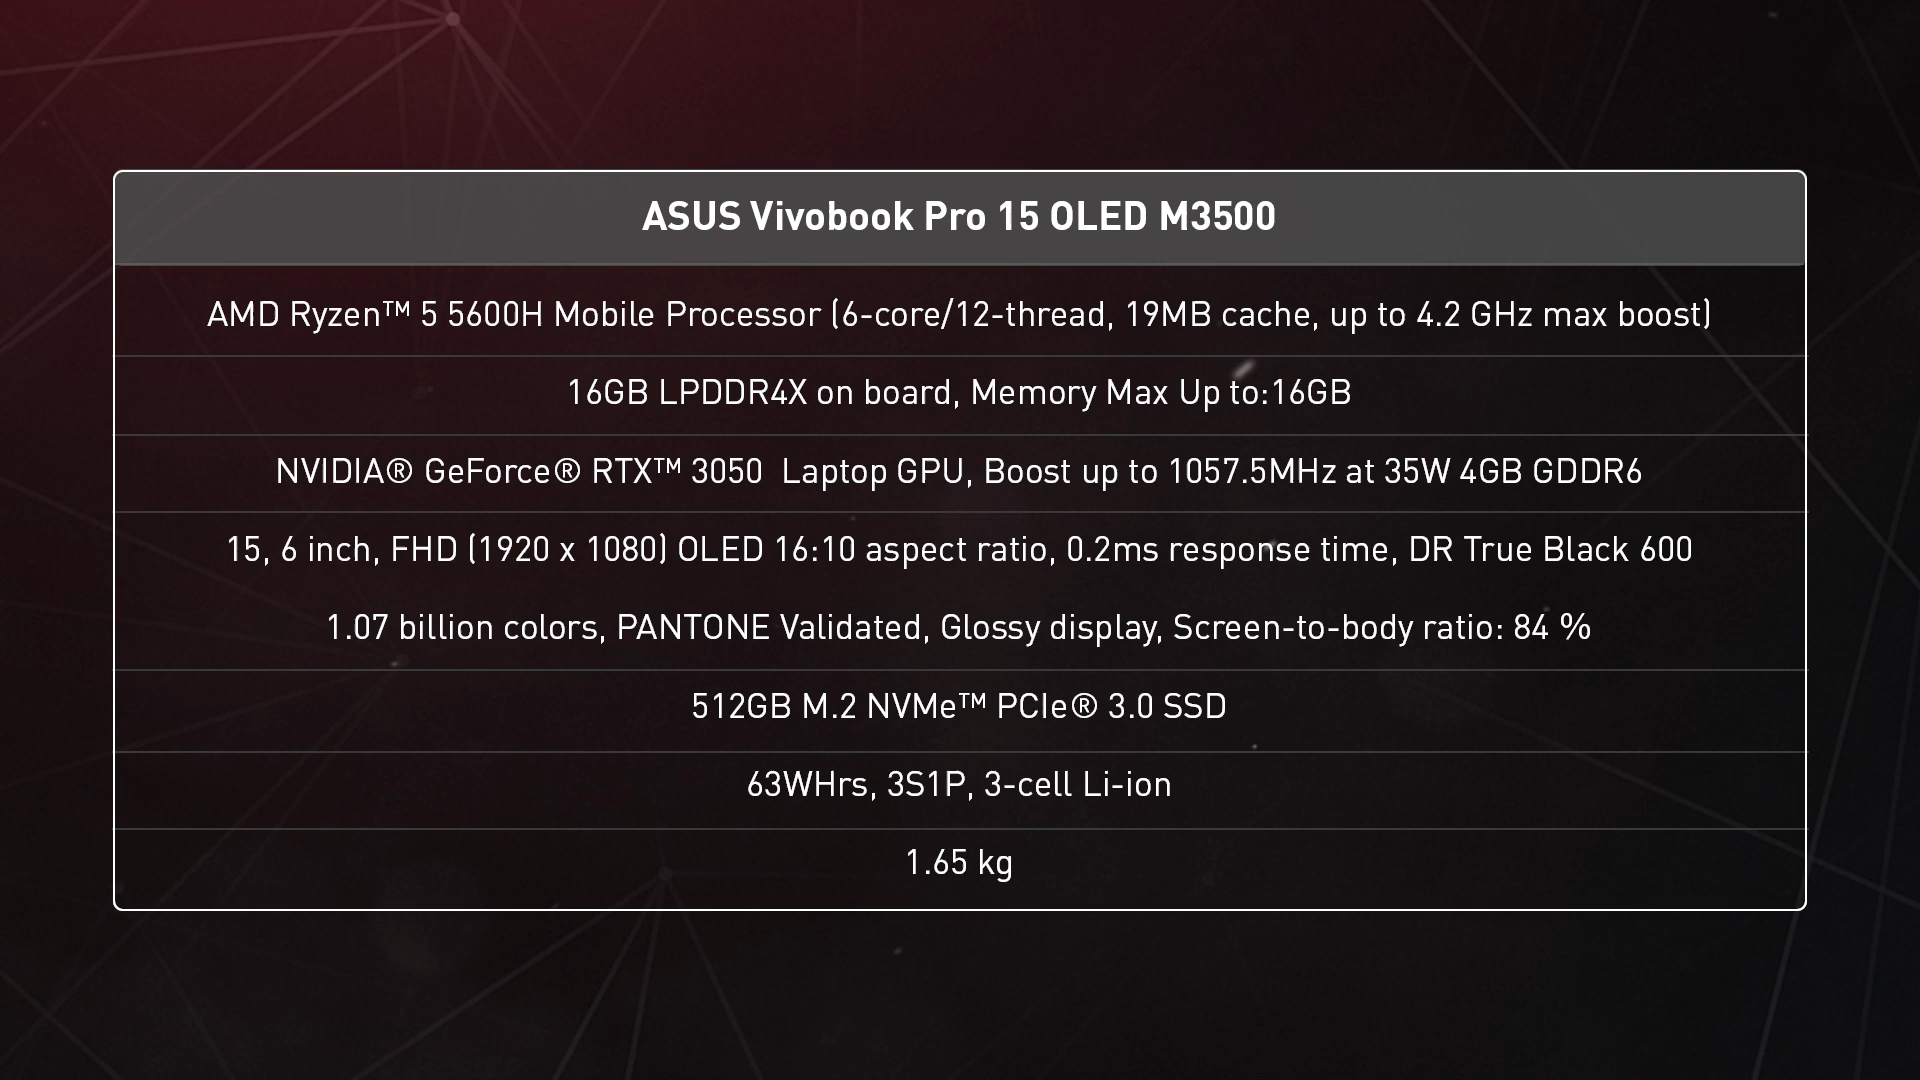 ASUS Vivobook Pro 15 OLED M3500
AMD Ryzen™ 5 5600H Mobile Processor (6-core/12-thread, 19MB cache, up to 4.2 GHz max boost)
16GB LPDDR4X on board, Memory Max Up to:16GB
NVIDIA® GeForce® RTX™ 3050  Laptop GPU, Boost up to 1057.5MHz at 35W 4GB GDDR6
15, 6 inch, FHD (1920 x 1080) OLED 16:10 aspect ratio, 0.2ms response time, DR True Black 600
1.07 billion colors, PANTONE Validated, Glossy display, Screen-to-body ratio: 84 %
512GB M.2 NVMe™ PCIe® 3.0 SSD
63WHrs, 3S1P, 3-cell Li-ion
1.65 kg